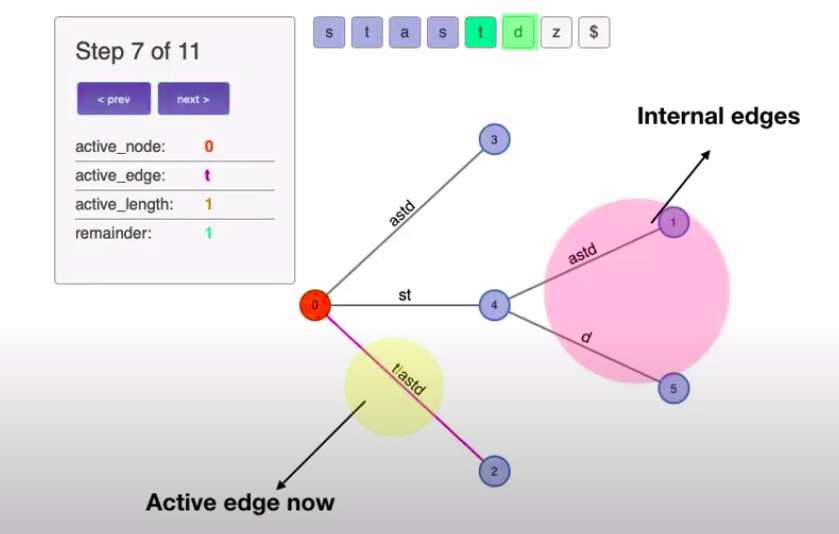 s t a s t d z $
Step 7 of 11
< prev next >
active_node: 0
active_edge: t
active_length: 1
remainder: 1
Internal edges
3
astd
1
astd
0
st
4
d
t|astd
5
2
Active edge now